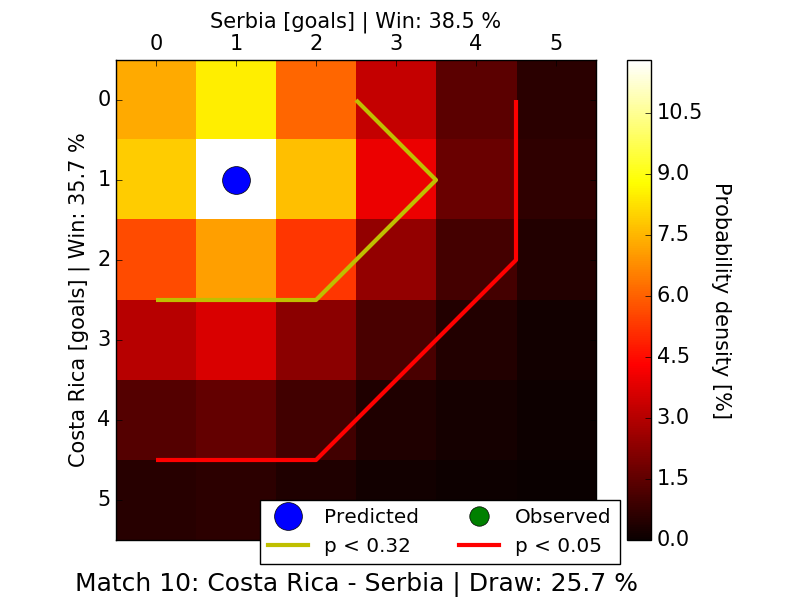 Serbia [goals] | Win: 38.5 %
0 1 2 3 4 5
Costa Rica [goals] | Win: 35.7 %
0
1
2
3
4
5
10.5
9.0
7.5
6.0
4.5
3.0
1.5
0.0
Probability density [%]
Predicted Observed
p < 0.32 p < 0.05
Match 10: Costa Rica - Serbia | Draw: 25.7 %